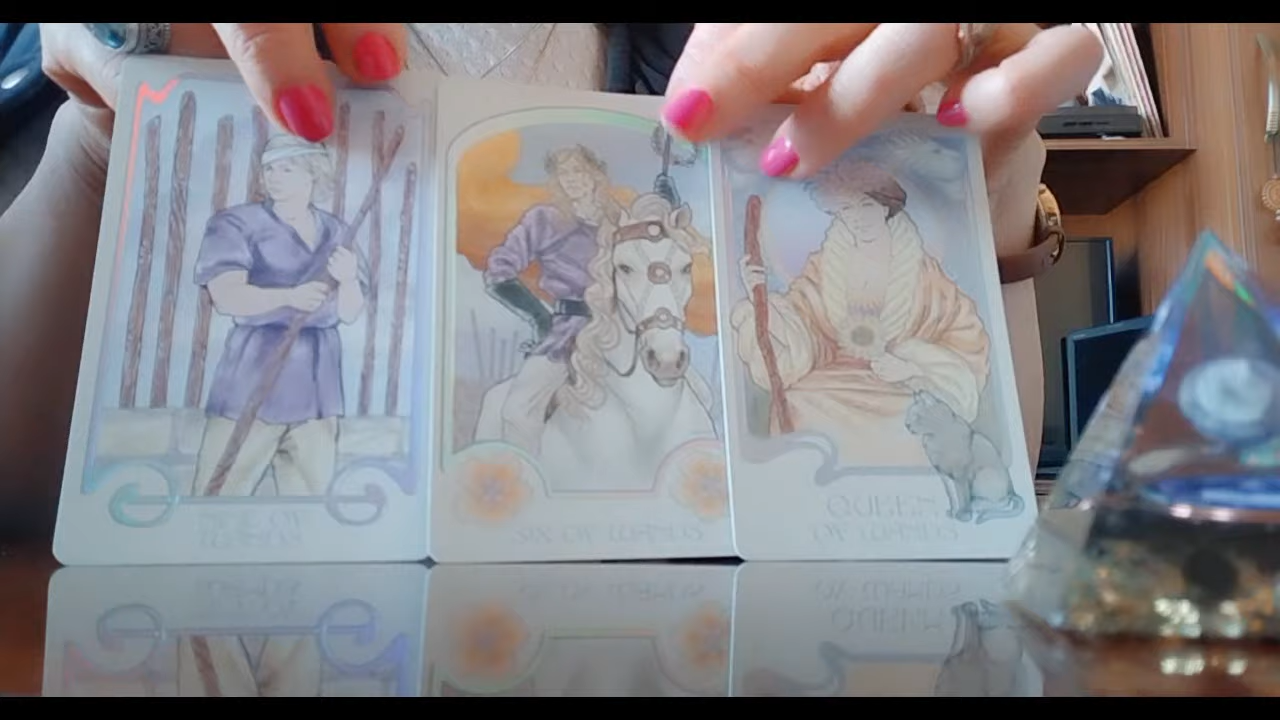 NINE OF
WANDS
SIX OF WANDS
QUEEN
OF WANDS